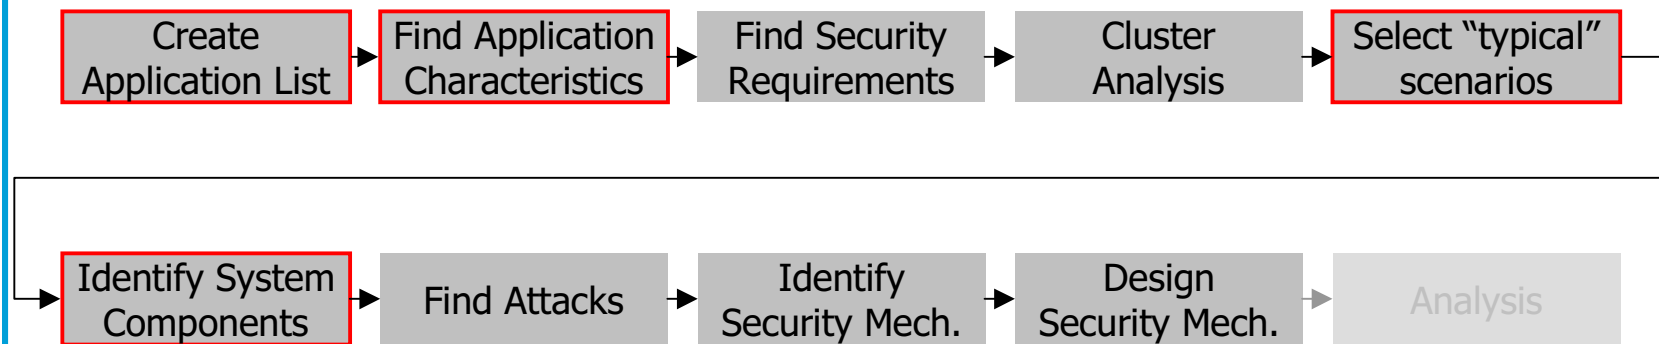 Create
Application List
Find Application
Characteristics
Find Security
Requirements
Cluster
Analysis
Select “typical”
scenarios
Identify System
Components
Find Attacks
Identify
Security Mech.
Design
Security Mech.
Analysis